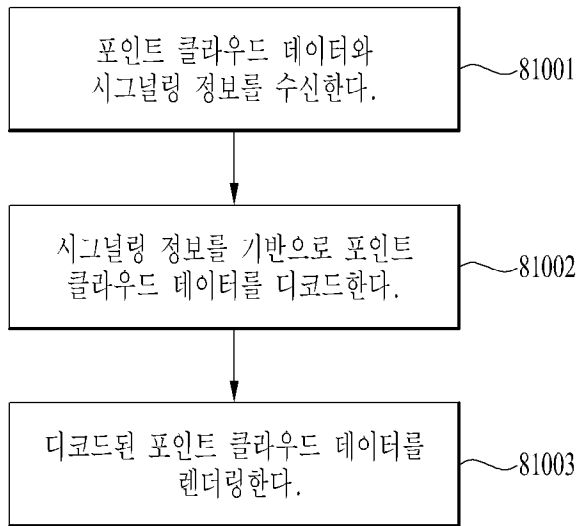 포인트 클라우드 데이터와
시그널링 정보를 수신한다.
81001
시그널링 정보를 기반으로 포인트
클라우드 데이터를 디코드한다.
81002
디코드된 포인트 클라우드 데이터를
렌더링한다.
81003